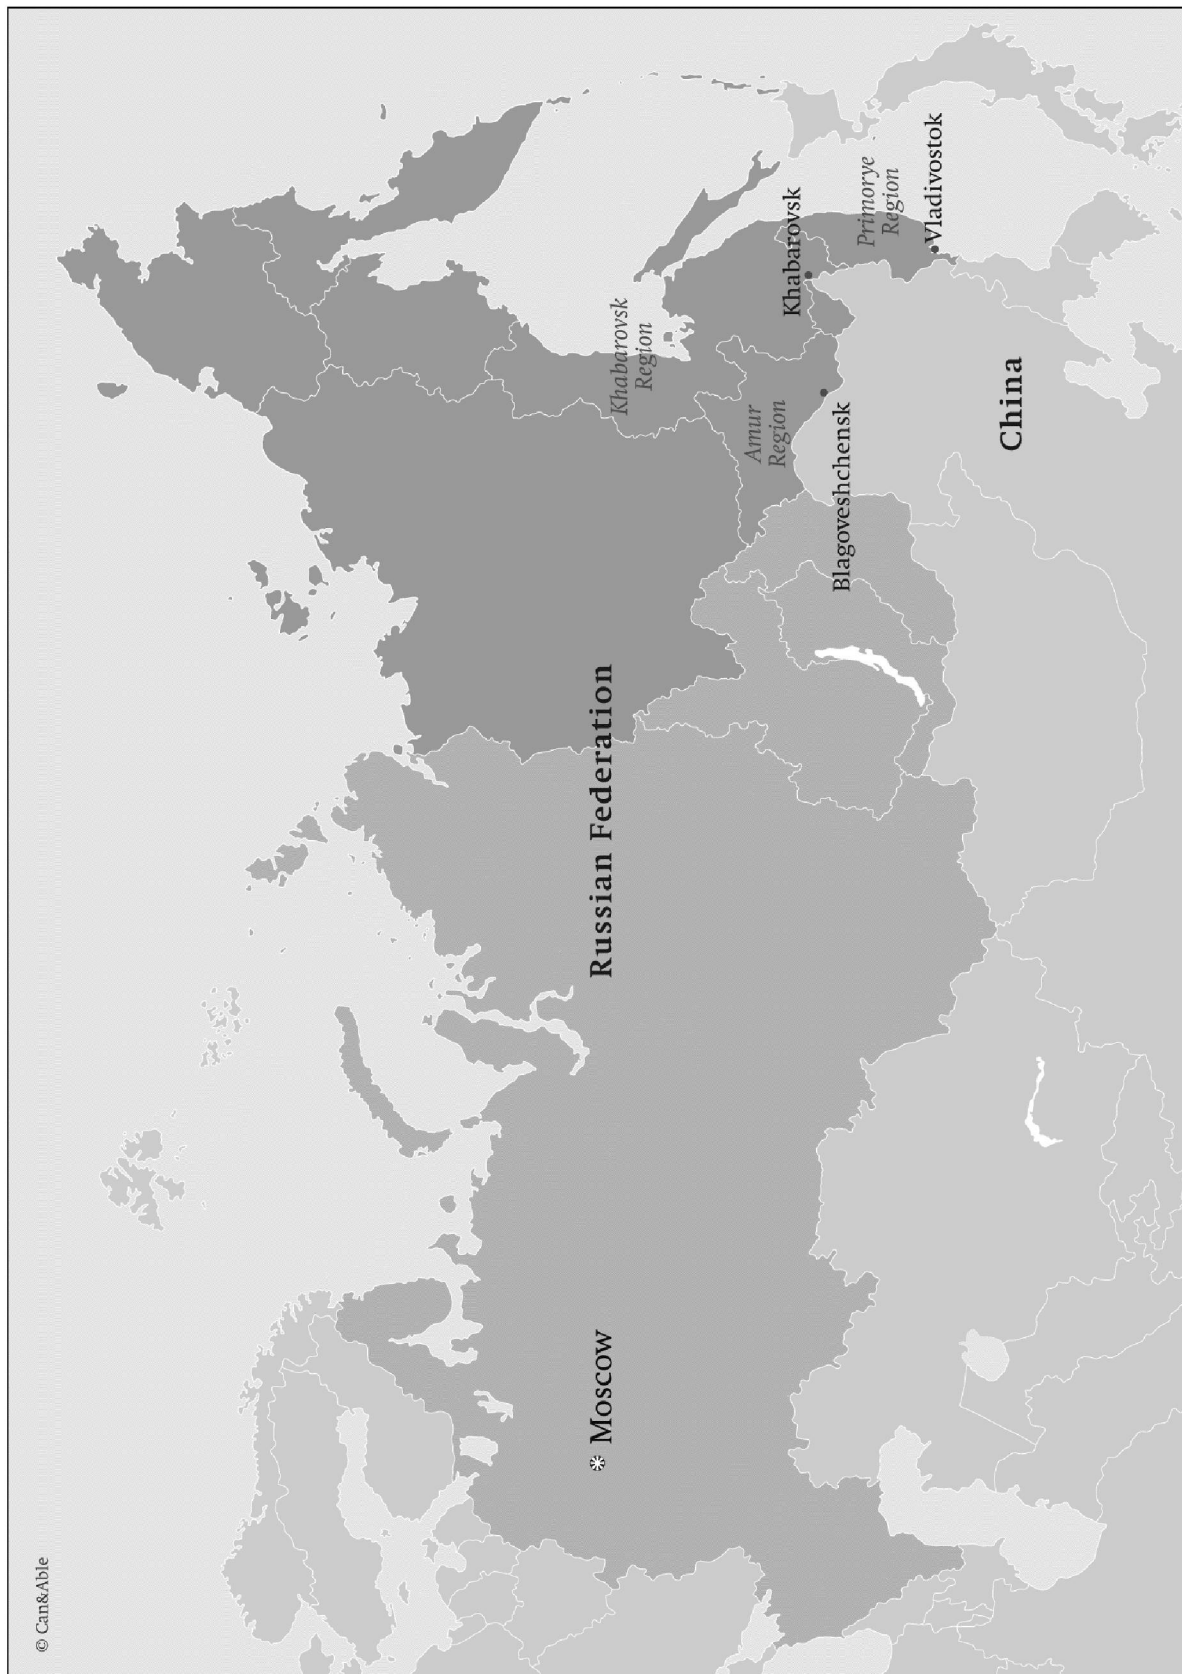 © Can&Able
Moscow
Russian Federation
Khabarovsk
Region
Amur
Region
Khabarovsk
Primorye
Region
Blagoveshchensk
Vladivostok
China